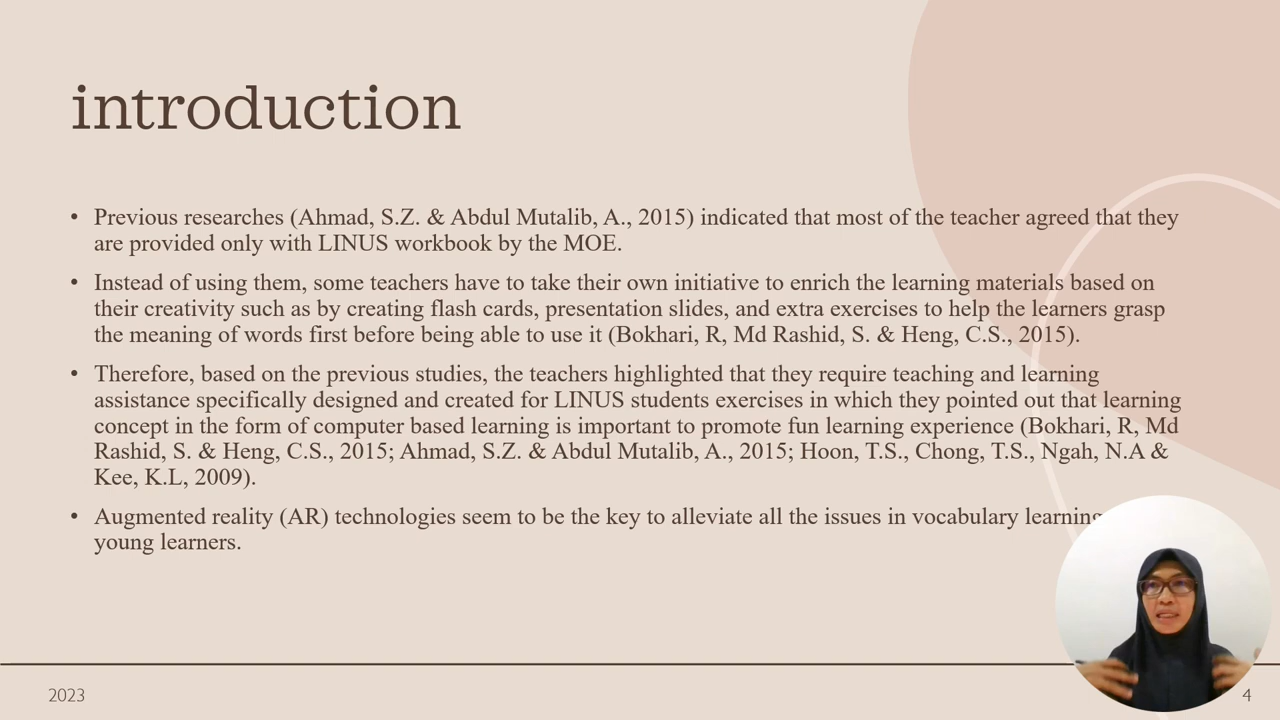 introduction
• Previous researches (Ahmad, S.Z. & Abdul Mutalib, A., 2015) indicated that most of the teacher agreed that they
are provided only with LINUS workbook by the MOE.
• Instead of using them, some teachers have to take their own initiative to enrich the learning materials based on
their creativity such as by creating flash cards, presentation slides, and extra exercises to help the learners grasp
the meaning of words first before being able to use it (Bokhari, R, Md Rashid, S. & Heng, C.S., 2015).
• Therefore, based on the previous studies, the teachers highlighted that they require teaching and learning
assistance specifically designed and created for LINUS students exercises in which they pointed out that learning
concept in the form of computer based learning is important to promote fun learning experience (Bokhari, R, Md
Rashid, S. & Heng, C.S., 2015; Ahmad, S.Z. & Abdul Mutalib, A., 2015; Hoon, T.S., Chong, T.S., Ngah, N.A &
Kee, K.L, 2009).
• Augmented reality (AR) technologies seem to be the key to alleviate all the issues in vocabulary learning
young learners.
2023
4